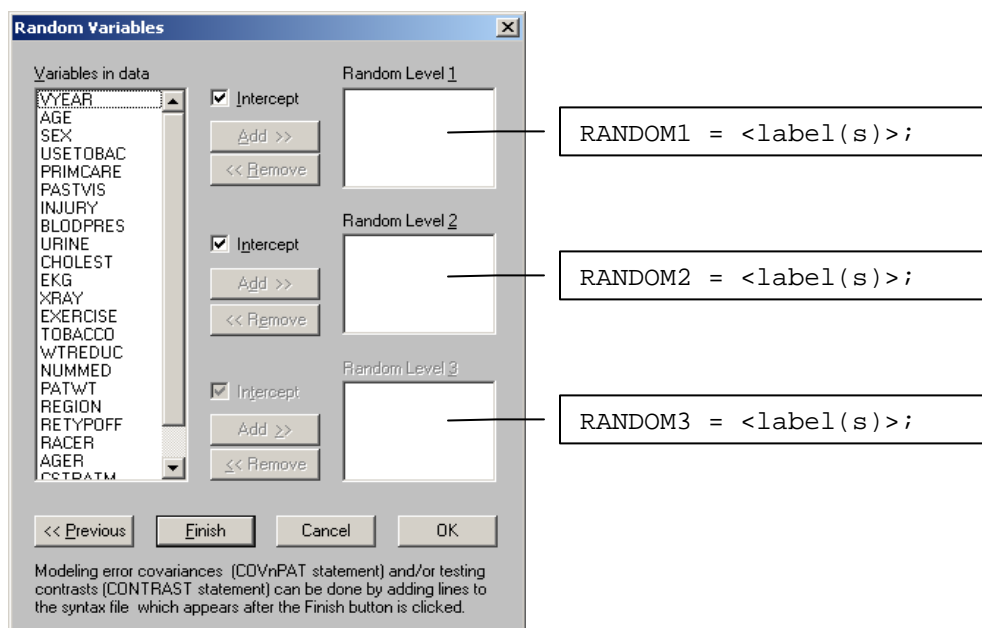 Random Variables
Variables in data
VYEAR
AGE
SEX
USETOBAC
PRIMCARE
PASTVIS
INJURY
BLODPRES
URINE
CHOLEST
EKG
XRAY
EXERCISE
TOBACCO
WTREDUC
NUMMED
PATWT
REGION
RETYPOFF
RACER
AGER
CSTRATM
Intercept
Add >>
<< Remove
Random Level 1
RANDOM1 = <label(s)>;
Intercept
Add >>
<< Remove
Random Level 2
RANDOM2 = <label(s)>;
Intercept
Add >>
<< Remove
Random Level 3
RANDOM3 = <label(s)>;
<< Previous
Finish
Cancel
OK
Modeling error covariances (COVnPAT statement) and/or testing
contrasts (CONTRAST statement) can be done by adding lines to
the syntax file which appears after the Finish button is clicked.